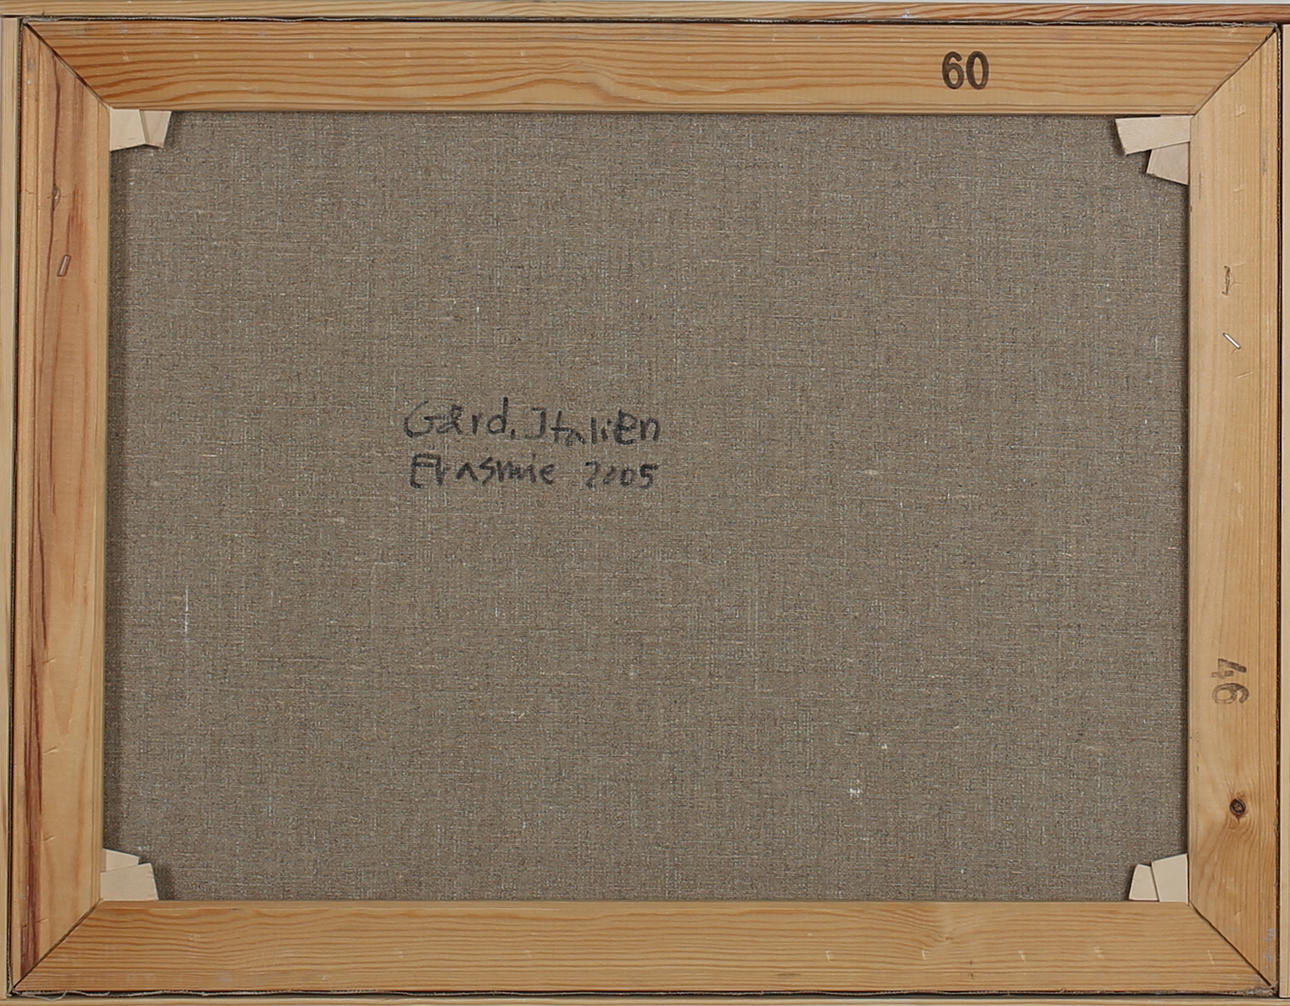 60
Gård, Italien
Erasmie 2005
46